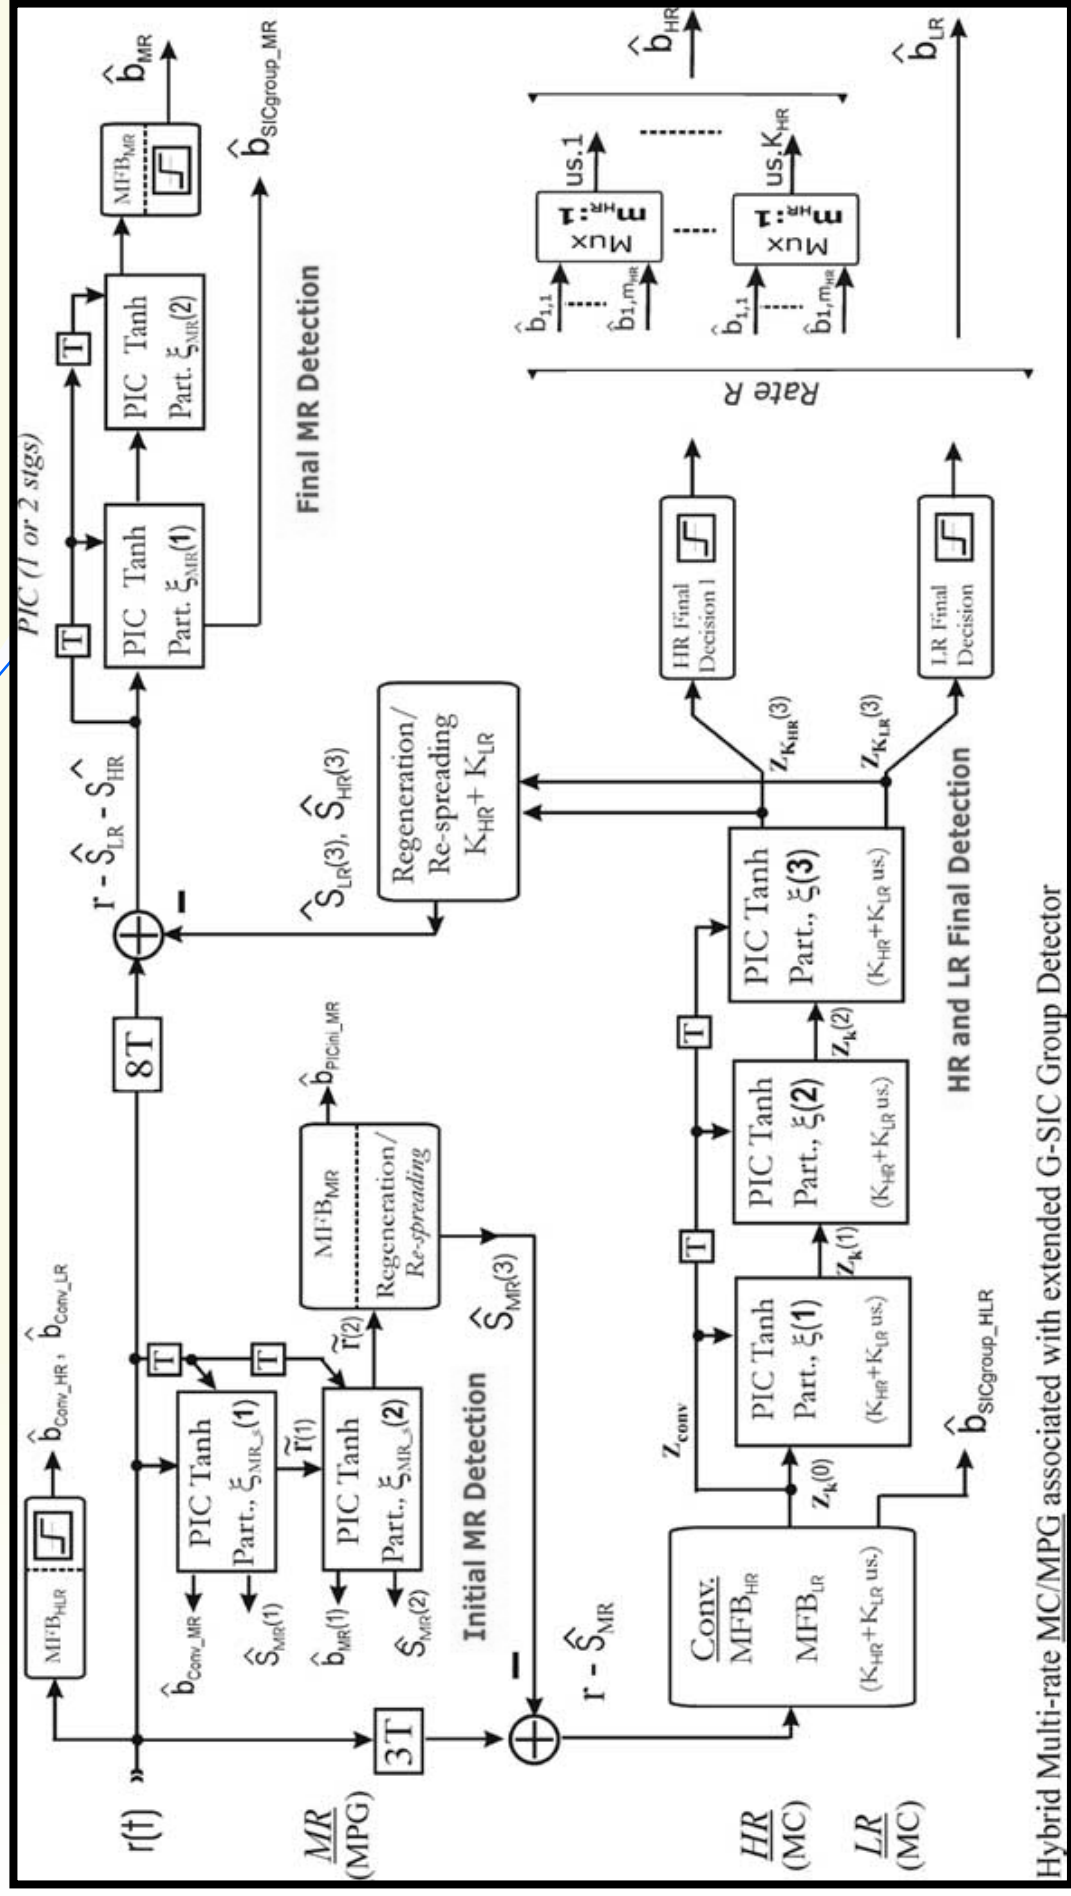 r(t)
MFB_HLR
b̂_Conv_HR, b̂_Conv_LR
8T
r - Ŝ_LR - Ŝ_HR
PIC (1 or 2 stgs)
T
T
PIC Tanh
Part. ξ_MR(1)
PIC Tanh
Part. ξ_MR(2)
MFB_MR
b̂_MR
b̂_SICgroup_MR
Final MR Detection
MR
(MPG)
3T
T
T
b̂_Conv_MR
Ŝ_MR(1)
PIC Tanh
Part., ξ_MR_s(1)
r̃(1)
b̂_MR(1)
Ŝ_MR(2)
PIC Tanh
Part., ξ_MR_s(2)
r̃(2)
MFB_MR
Regeneration/
Re-spreading
b̂_PICini_MR
Ŝ_MR(3)
Initial MR Detection
r - Ŝ_MR
Ŝ_LR(3), Ŝ_HR(3)
Regeneration/
Re-spreading
K_HR + K_LR
HR
(MC)
LR
(MC)
Conv.
MFB_HR
MFB_LR
(K_HR+K_LR us.)
Z_conv
Z_k(0)
b̂_SICgroup_HLR
T
T
PIC Tanh
Part., ξ(1)
(K_HR+K_LR us.)
Z_k(1)
PIC Tanh
Part., ξ(2)
(K_HR+K_LR us.)
Z_k(2)
PIC Tanh
Part., ξ(3)
(K_HR+K_LR us.)
Z_K_HR(3)
Z_K_LR(3)
HR and LR Final Detection
HR Final
Decision 1
LR Final
Decision
Rate R
b̂_1,1
b̂_1,m_HR
Mux
m_HR:1
us.1
b̂_1,1
b̂_1,m_HR
Mux
m_HR:1
us.K_HR
b̂_HR
b̂_LR
Hybrid Multi-rate MC/MPG associated with extended G-SIC Group Detector